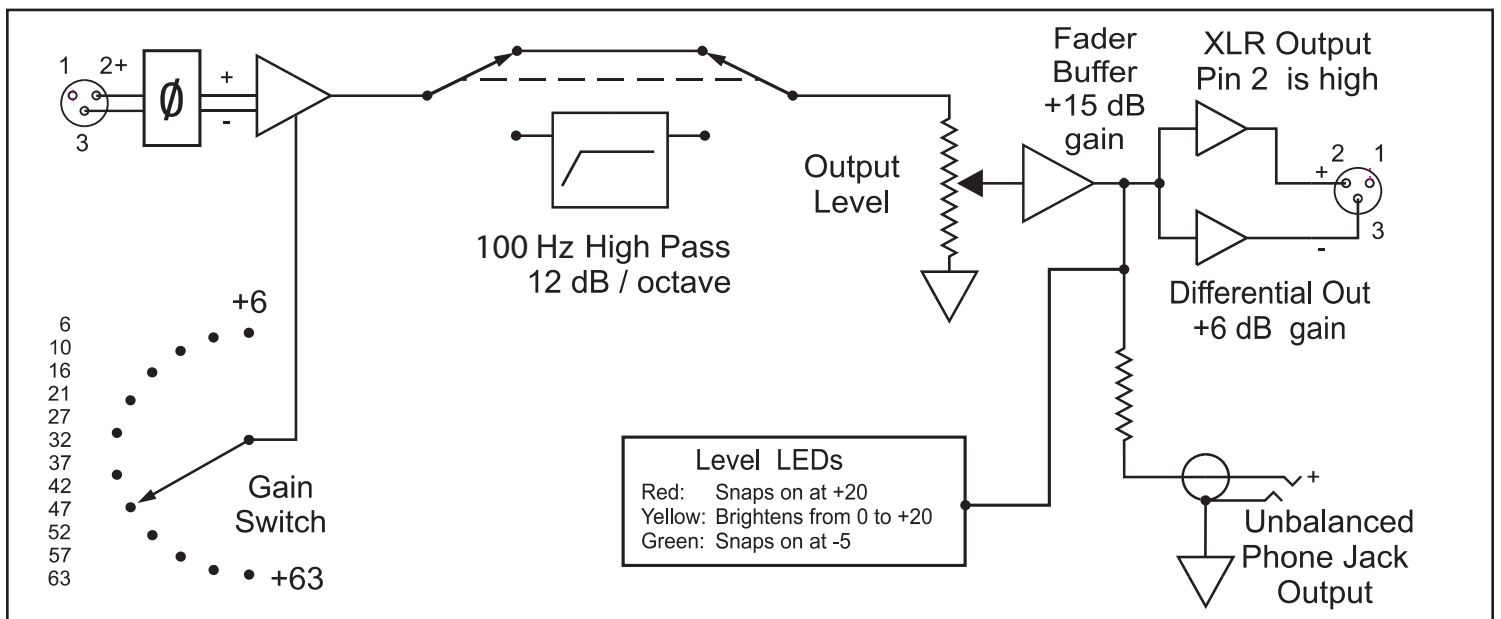 1
2+
3
Ø
+
-
100 Hz High Pass
12 dB / octave
Output
Level
Fader
Buffer
+15 dB
gain
XLR Output
Pin 2 is high
+
2
1
3
-
Differential Out
+6 dB gain
+6
6
10
16
21
27
32
37
42
47
52
57
63
Gain
Switch
+63
Level LEDs
Red: Snaps on at +20
Yellow: Brightens from 0 to +20
Green: Snaps on at -5
+
Unbalanced
Phone Jack
Output